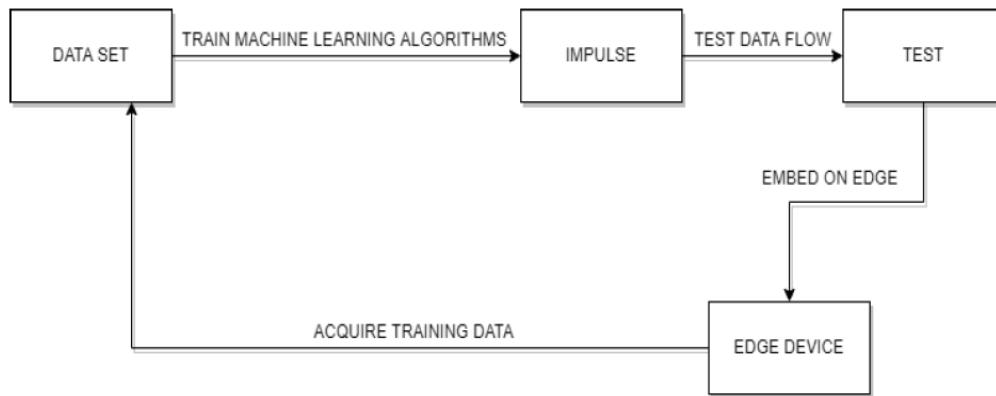 TRAIN MACHINE LEARNING ALGORITHMS
TEST DATA FLOW
DATA SET
IMPULSE
TEST
EMBED ON EDGE
ACQUIRE TRAINING DATA
EDGE DEVICE